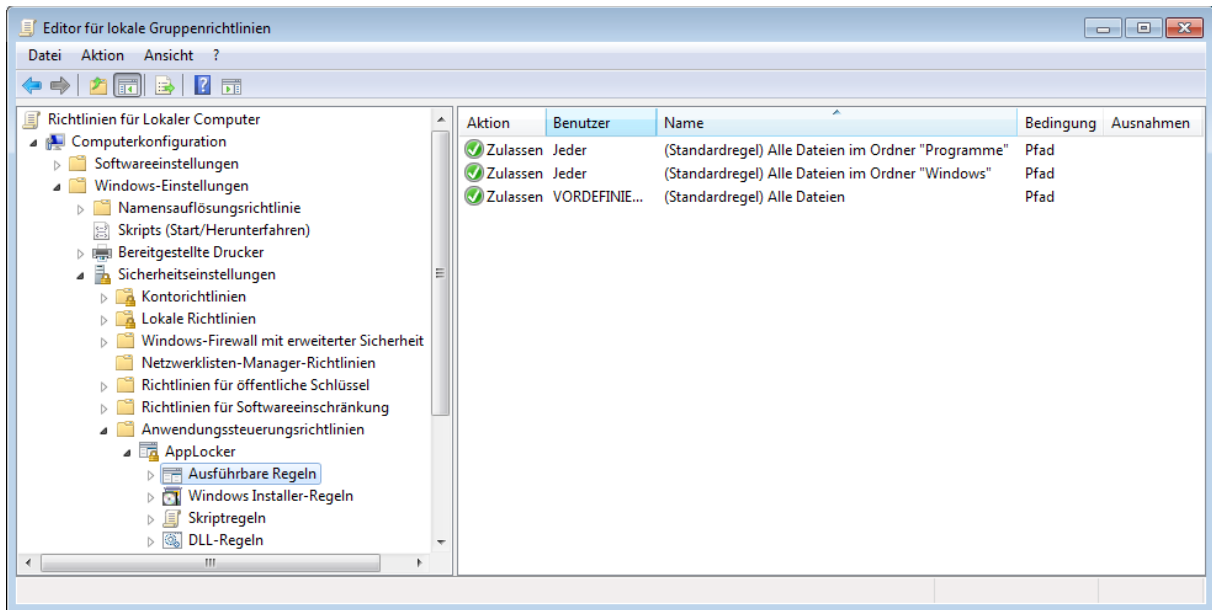 Editor für lokale Gruppenrichtlinien
Datei Aktion Ansicht ?
Richtlinien für Lokaler Computer
Computerkonfiguration
Softwareeinstellungen
Windows-Einstellungen
Namensauflösungsrichtlinie
Skripts (Start/Herunterfahren)
Bereitgestellte Drucker
Sicherheitseinstellungen
Kontorichtlinien
Lokale Richtlinien
Windows-Firewall mit erweiterter Sicherheit
Netzwerklisten-Manager-Richtlinien
Richtlinien für öffentliche Schlüssel
Richtlinien für Softwareeinschränkung
Anwendungssteuerungsrichtlinien
AppLocker
Ausführbare Regeln
Windows Installer-Regeln
Skriptregeln
DLL-Regeln
Aktion Benutzer Name Bedingung Ausnahmen
Zulassen Jeder (Standardregel) Alle Dateien im Ordner "Programme" Pfad
Zulassen Jeder (Standardregel) Alle Dateien im Ordner "Windows" Pfad
Zulassen VORDEFINIE... (Standardregel) Alle Dateien Pfad